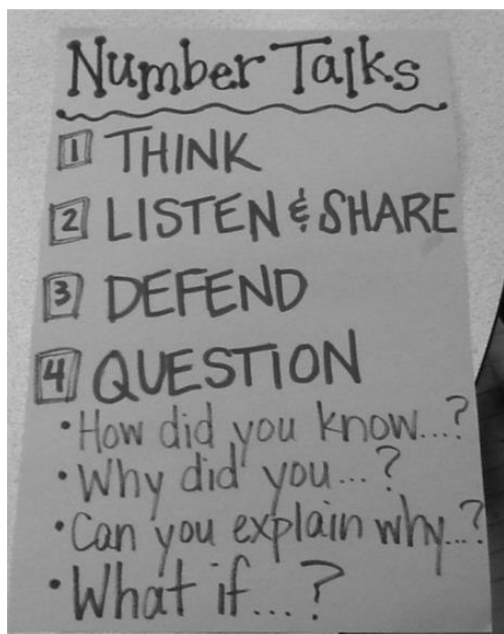 Number Talks
1 THINK
2 LISTEN & SHARE
3 DEFEND
4 QUESTION
• How did you know...?
• Why did you...?
• Can you explain why...?
• What if...?